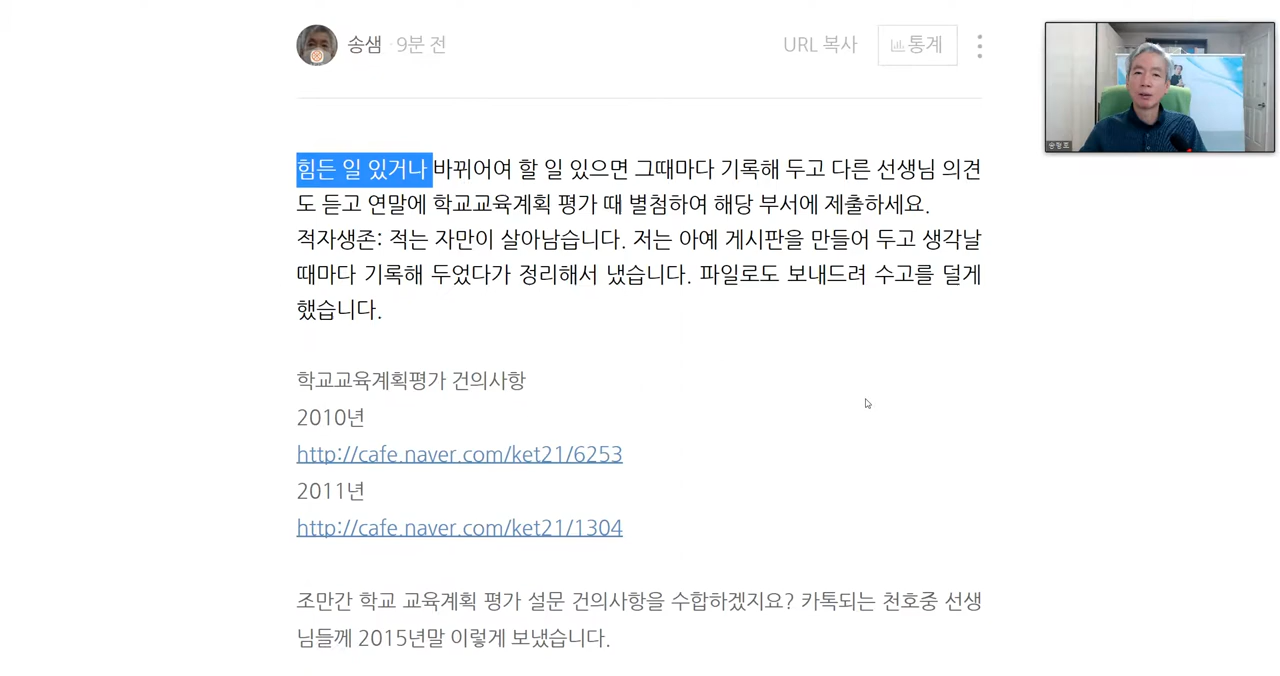 송샘 · 9분 전
URL 복사
통계
힘든 일 있거나 바뀌어여 할 일 있으면 그때마다 기록해 두고 다른 선생님 의견
도 듣고 연말에 학교교육계획 평가 때 별첨하여 해당 부서에 제출하세요.
적자생존: 적는 자만이 살아남습니다. 저는 아예 게시판을 만들어 두고 생각날
때마다 기록해 두었다가 정리해서 냈습니다. 파일로도 보내드려 수고를 덜게
했습니다.
학교교육계획평가 건의사항
2010년
http://cafe.naver.com/ket21/6253
2011년
http://cafe.naver.com/ket21/1304
조만간 학교 교육계획 평가 설문 건의사항을 수합하겠지요? 카톡되는 천호중 선생
님들께 2015년말 이렇게 보냈습니다.